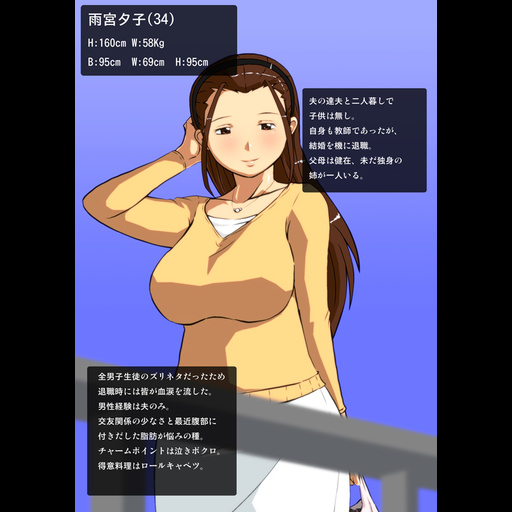 雨宮夕子(34)
H:160cm W:58Kg
B:95cm W:69cm H:95cm
夫の達夫と二人暮しで
子供は無し。
自身も教師であったが、
結婚を機に退職。
父母は健在、未だ独身の
姉が一人いる。
全男子生徒のズリネタだったため
退職時には皆が血涙を流した。
男性経験は夫のみ。
交友関係の少なさと最近腹部に
付きだした脂肪が悩みの種。
チャームポイントは泣きボクロ。
得意料理はロールキャベツ。